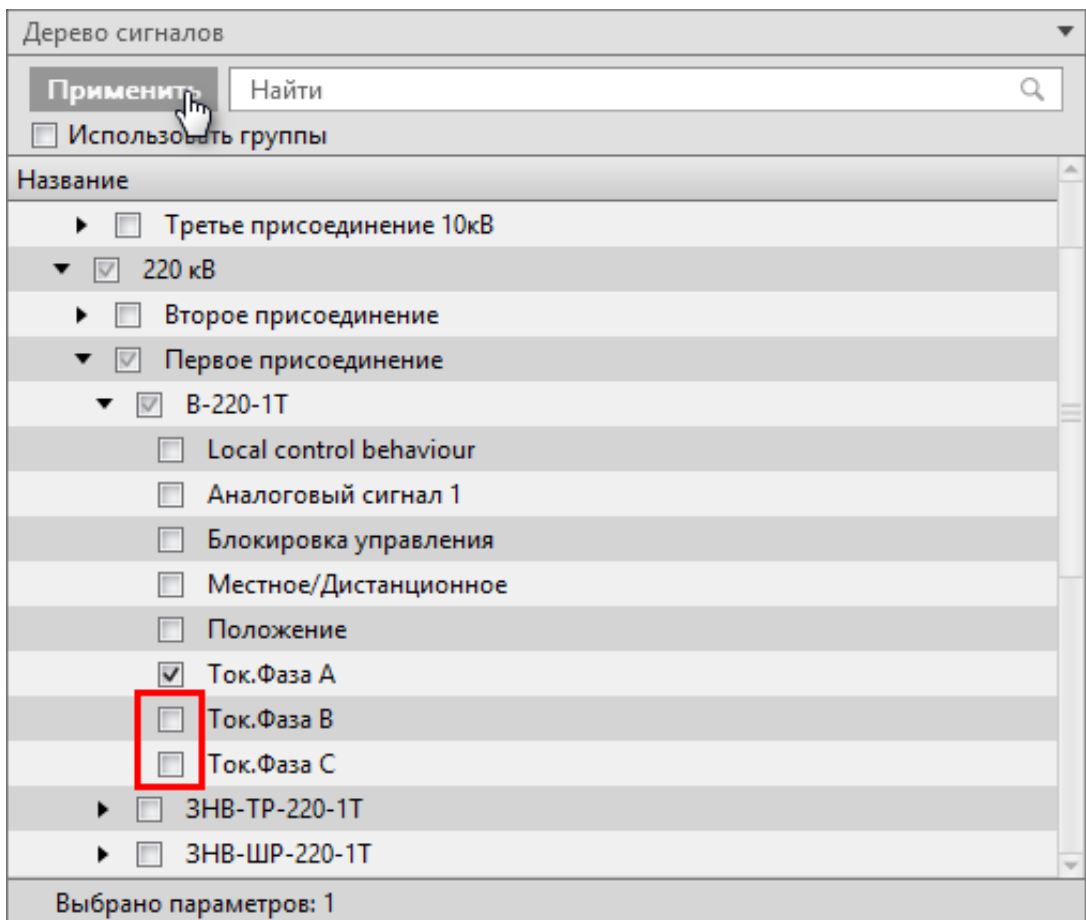 Дерево сигналов
Применить Найти
Использовать группы
Название
Третье присоединение 10кВ
220 кВ
Второе присоединение
Первое присоединение
В-220-1Т
Local control behaviour
Аналоговый сигнал 1
Блокировка управления
Местное/Дистанционное
Положение
Ток.Фаза А
Ток.Фаза В
Ток.Фаза С
ЗНВ-ТР-220-1Т
ЗНВ-ШР-220-1Т
Выбрано параметров: 1